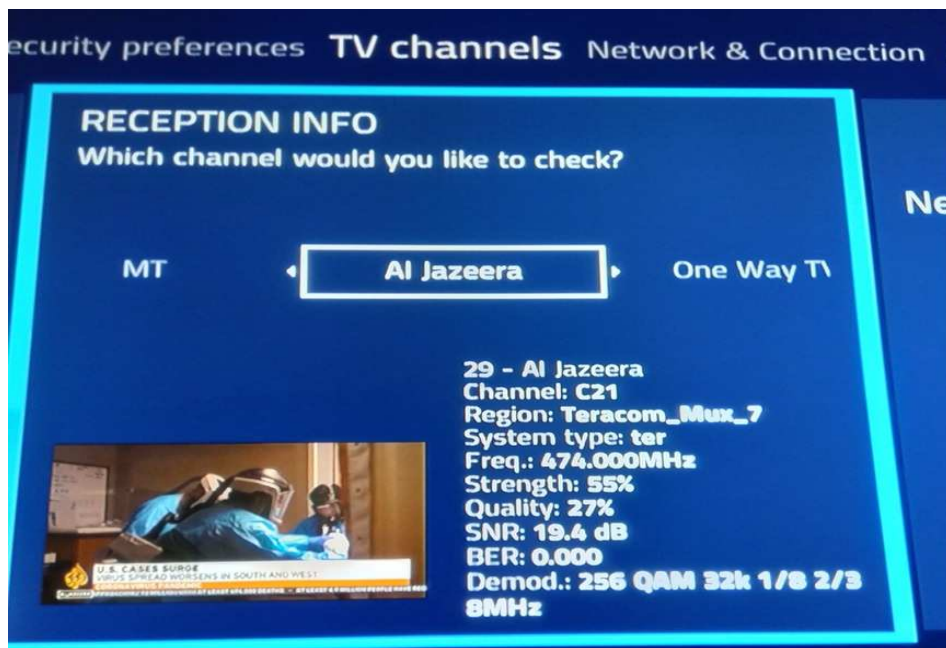 ecurity preferences TV channels Network & Connection
RECEPTION INFO
Which channel would you like to check?
Ne
MT Al Jazeera One Way TV
29 - Al Jazeera
Channel: C21
Region: Teracom_Mux_7
System type: ter
Freq.: 474.000MHz
Strength: 55%
Quality: 27%
SNR: 19.4 dB
BER: 0.000
Demod.: 256 QAM 32k 1/8 2/3
8MHz
U.S. CASES SURGE
VIRUS SPREAD WORSENS IN SOUTH AND WEST
CORONAVIRUS PANDEMIC